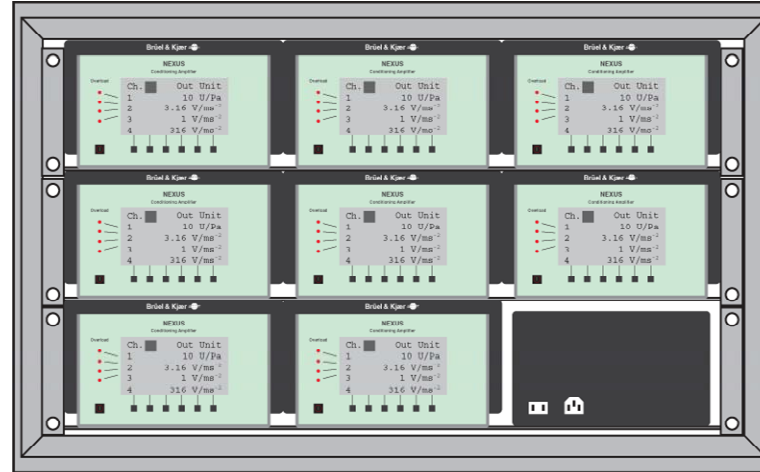 Brüel & Kjær
NEXUS
Conditioning Amplifier
Overload
Ch. Out Unit
1 10 U/Pa
2 3.16 V/ms⁻²
3 1 V/ms⁻²
4 316 V/mo⁻²
Brüel & Kjær
NEXUS
Conditioning Amplifier
Overload
Ch. Out Unit
1 10 U/Pa
2 3.16 V/ms⁻²
3 1 V/ms⁻²
4 316 V/mo⁻²
Brüel & Kjær
NEXUS
Conditioning Amplifier
Overload
Ch. Out Unit
1 10 U/Pa
2 3.16 V/ms⁻²
3 1 V/ms⁻²
4 316 V/mo⁻²
Brüel & Kjær
NEXUS
Conditioning Amplifier
Overload
Ch. Out Unit
1 10 U/Pa
2 3.16 V/ms⁻²
3 1 V/ms⁻²
4 316 V/ms⁻²
Brüel & Kjær
NEXUS
Conditioning Amplifier
Overload
Ch. Out Unit
1 10 U/Pa
2 3.16 V/ms⁻²
3 1 V/ms⁻²
4 316 V/ms⁻²
Brüel & Kjær
NEXUS
Conditioning Amplifier
Overload
Ch. Out Unit
1 10 U/Pa
2 3.16 V/ms⁻²
3 1 V/ms⁻²
4 316 V/ms⁻²
Brüel & Kjær
NEXUS
Conditioning Amplifier
Overload
Ch. Out Unit
1 10 U/Pa
2 3.16 V/ms⁻²
3 1 V/ms⁻²
4 316 V/ms⁻²
Brüel & Kjær
NEXUS
Conditioning Amplifier
Overload
Ch. Out Unit
1 10 U/Pa
2 3.16 V/ms⁻²
3 1 V/ms⁻²
4 316 V/ms⁻²